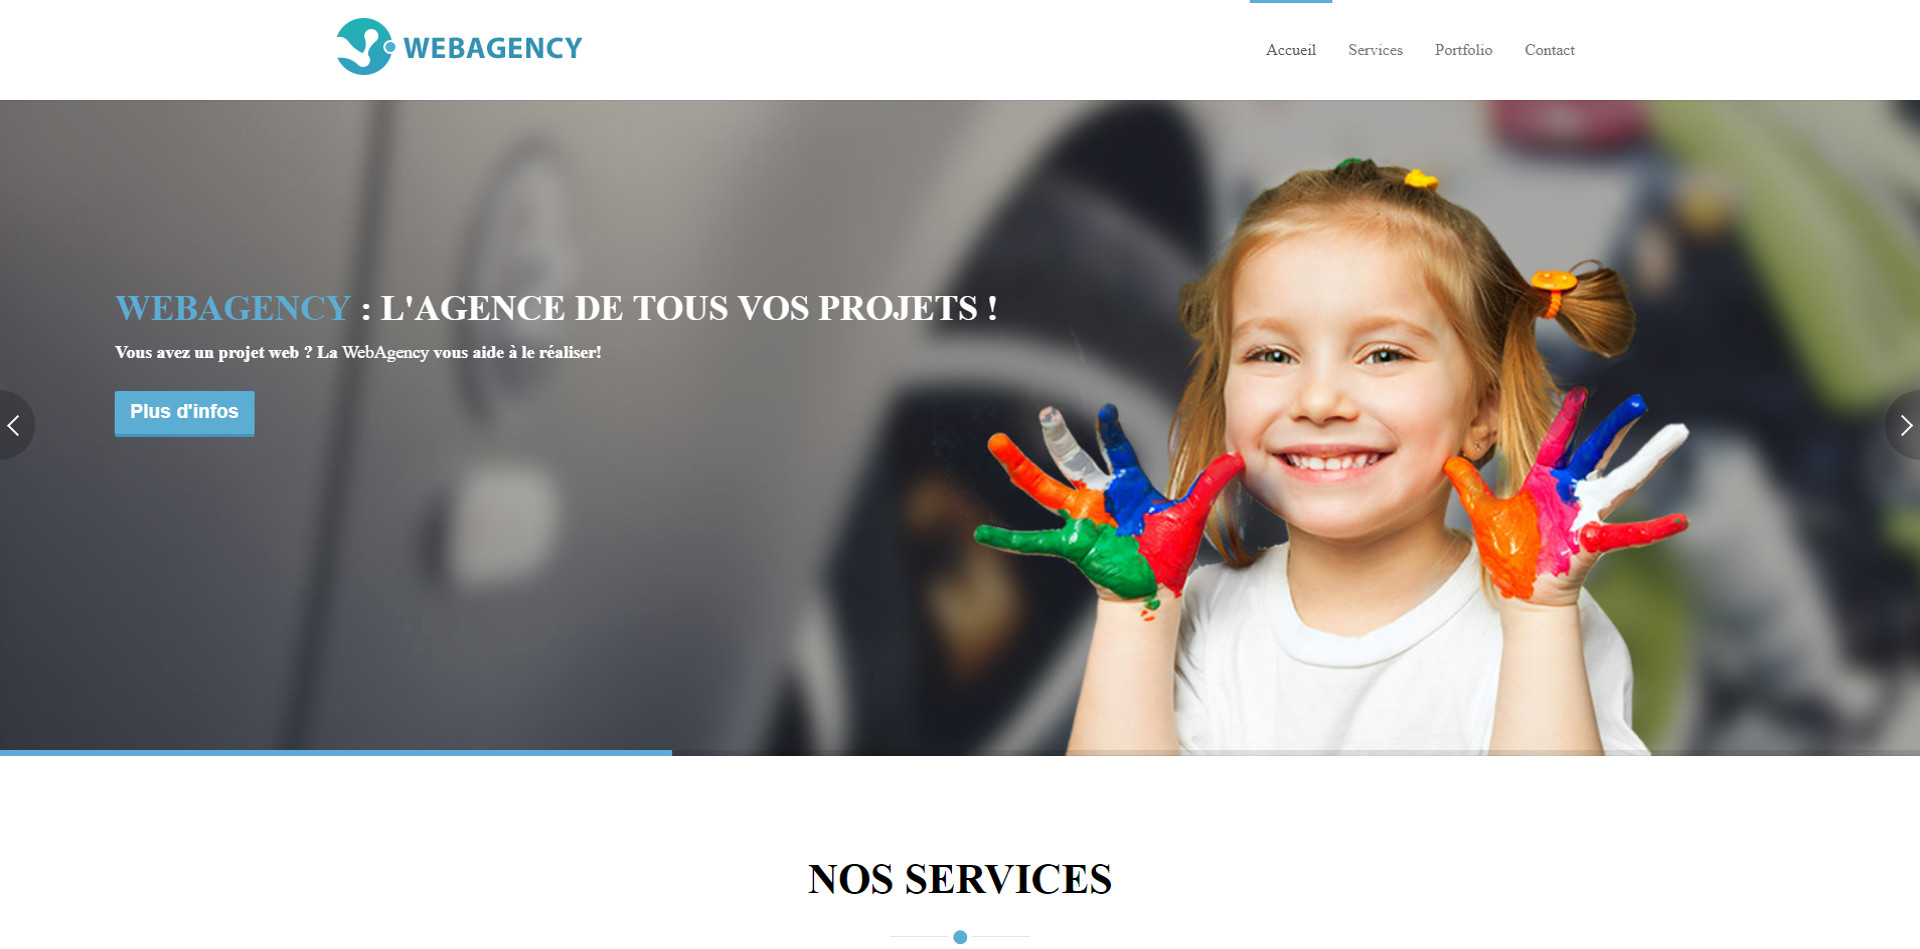 WEBAGENCY
Accueil Services Portfolio Contact
WEBAGENCY : L'AGENCE DE TOUS VOS PROJETS !
Vous avez un projet web ? La WebAgency vous aide à le réaliser!
Plus d'infos
NOS SERVICES